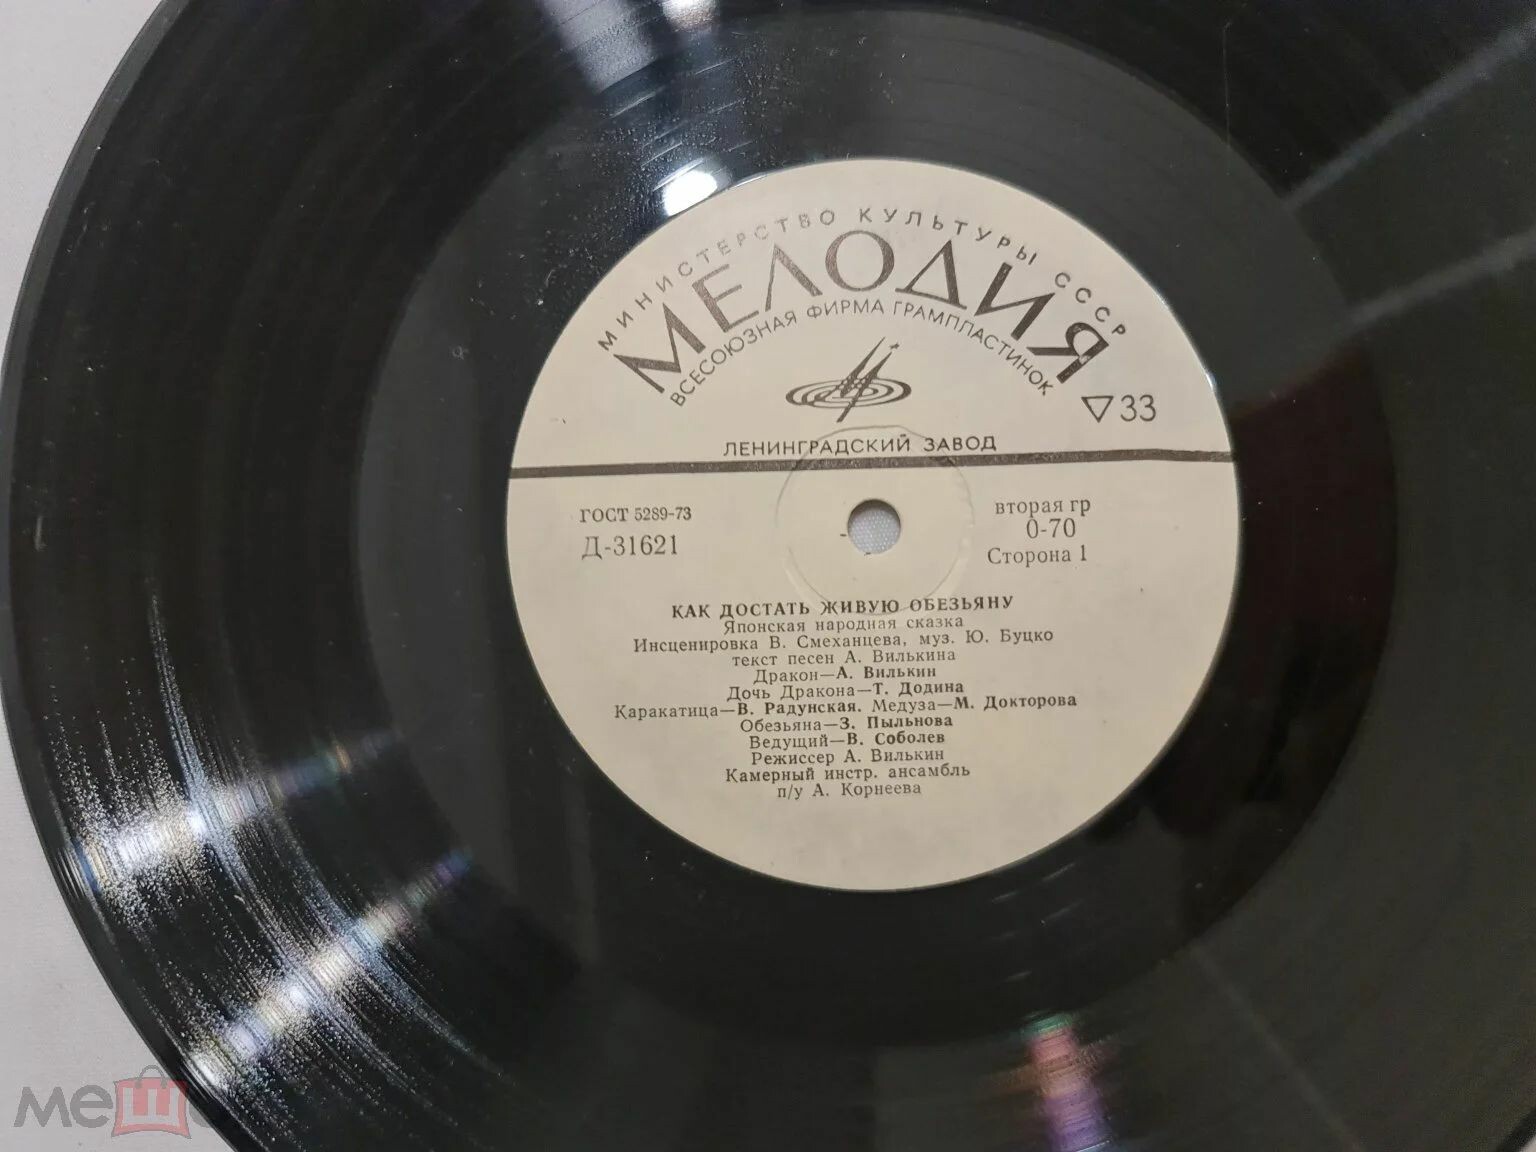 МИНИСТЕРСТВО КУЛЬТУРЫ СССР
МЕЛОДИЯ
ВСЕСОЮЗНАЯ ФИРМА ГРАМПЛАСТИНОК
33
ЛЕНИНГРАДСКИЙ ЗАВОД
ГОСТ 5289-73
Д-31621
вторая гр
0-70
Сторона 1
КАК ДОСТАТЬ ЖИВУЮ ОБЕЗЬЯНУ
Японская народная сказка
Инсценировка В. Смеханцева, муз. Ю. Буцко
текст песен А. Вилькина
Дракон—А. Вилькин
Дочь Дракона—Т. Додина
Каракатица—В. Радунская. Медуза—М. Докторова
Обезьяна—З. Пыльнова
Ведущий—В. Соболев
Режиссер А. Вилькин
Камерный инстр. ансамбль
п/у А. Корнеева